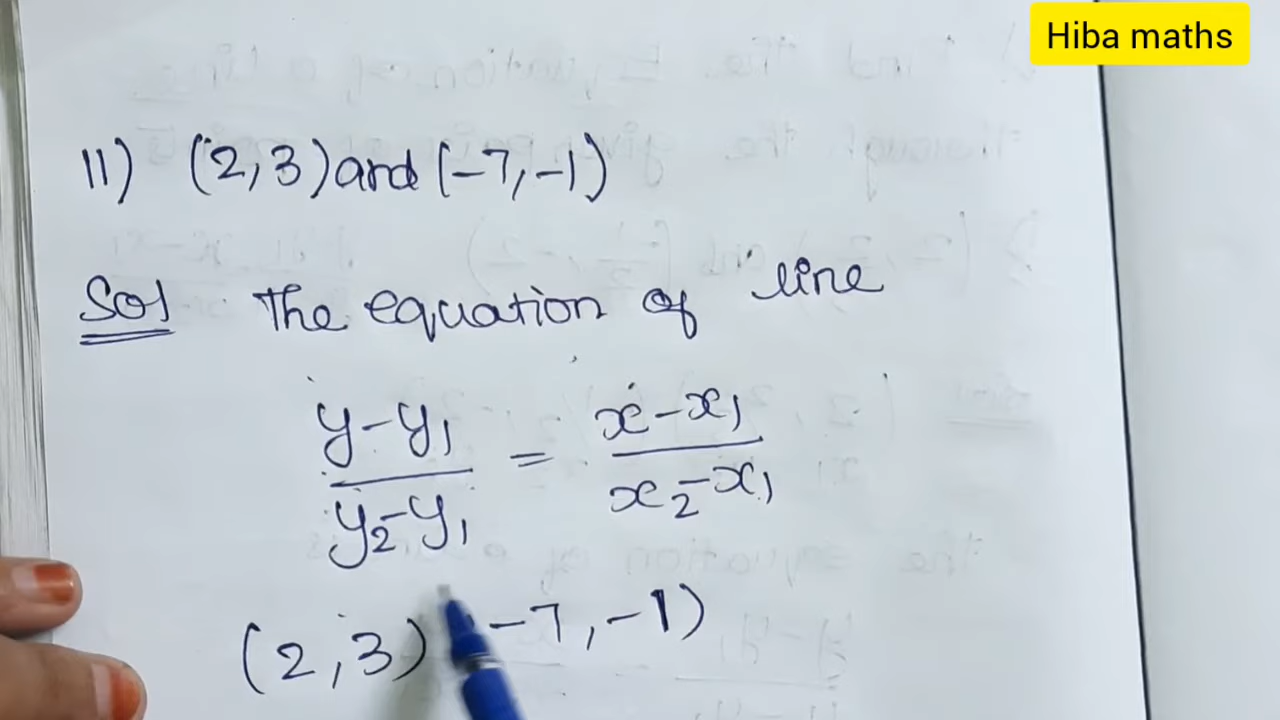 Hiba maths
11) (2,3) and (-7,-1)
Sol The equation of line
y-y₁ / y₂-y₁ = x-x₁ / x₂-x₁
(2,3) -7,-1)